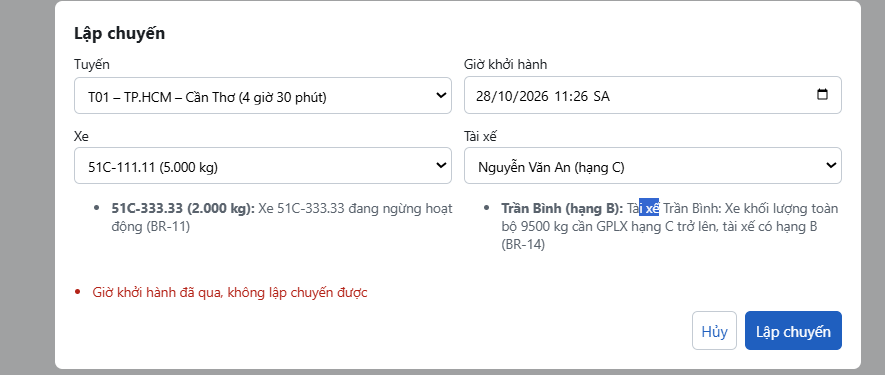 Lập chuyến
Tuyến
Giờ khởi hành
T01 – TP.HCM – Cần Thơ (4 giờ 30 phút)
28/10/2026 11:26 SA
Xe
Tài xế
51C-111.11 (5.000 kg)
Nguyễn Văn An (hạng C)
51C-333.33 (2.000 kg): Xe 51C-333.33 đang ngừng hoạt
động (BR-11)
Trần Bình (hạng B): Tài xế Trần Bình: Xe khối lượng toàn
bộ 9500 kg cần GPLX hạng C trở lên, tài xế có hạng B
(BR-14)
Giờ khởi hành đã qua, không lập chuyến được
Hủy
Lập chuyến